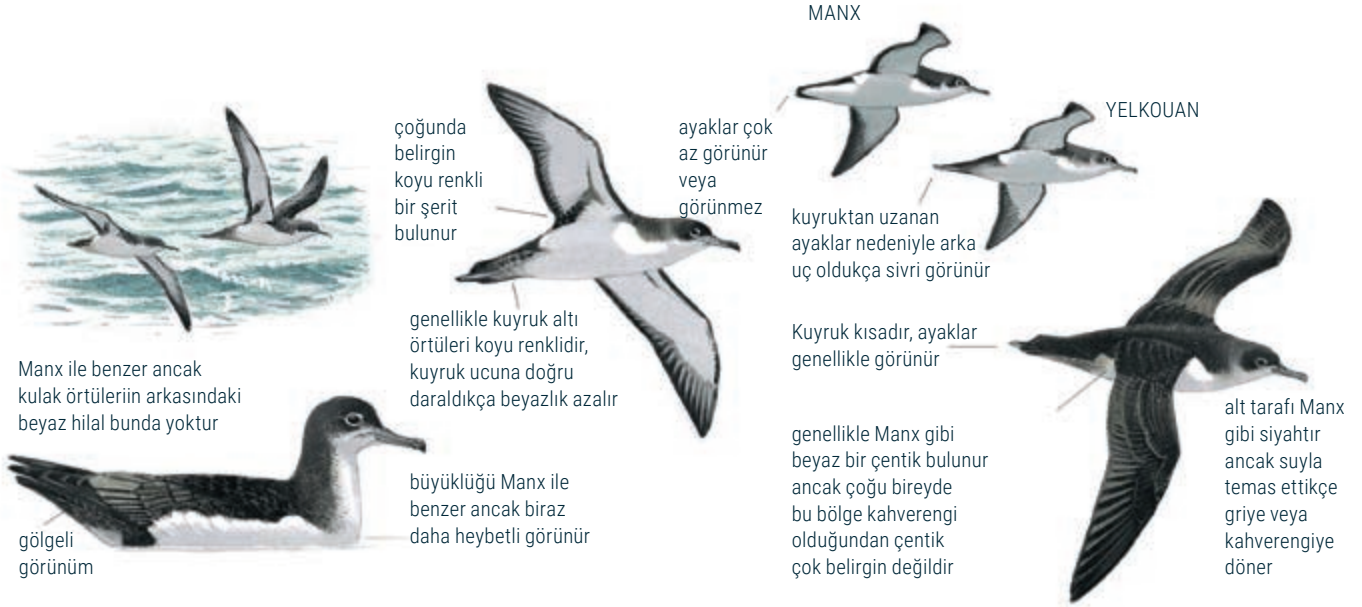 MANX
YELKOUAN
çoğunda
belirgin
koyu renkli
bir şerit
bulunur
ayaklar çok
az görünür
veya
görünmez
kuyruktan uzanan
ayaklar nedeniyle arka
uç oldukça sivri görünür
genellikle kuyruk altı
örtüleri koyu renklidir,
kuyruk ucuna doğru
daraldıkça beyazlık azalır
Kuyruk kısadır, ayaklar
genellikle görünür
Manx ile benzer ancak
kulak örtüleriin arkasındaki
beyaz hilal bunda yoktur
gölgeli
görünüm
büyüklüğü Manx ile
benzer ancak biraz
daha heybetli görünür
genellikle Manx gibi
beyaz bir çentik bulunur
ancak çoğu bireyde
bu bölge kahverengi
olduğundan çentik
çok belirgin değildir
alt tarafı Manx
gibi siyahtır
ancak suyla
temas ettikçe
griye veya
kahverengiye
döner